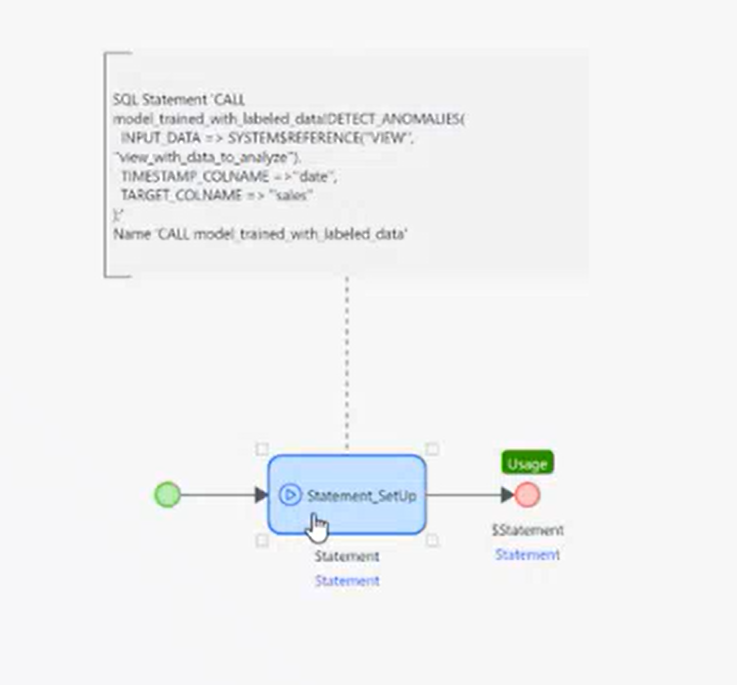 SQL Statement 'CALL
model_trained_with_labeled_data!DETECT_ANOMALIES(
INPUT_DATA => SYSTEM$REFERENCE("VIEW",
"view_with_data_to_analyze"),
TIMESTAMP_COLNAME =>"date",
TARGET_COLNAME => "sales"
);'
Name 'CALL model_trained_with_labeled_data'
Usage
Statement_SetUp
$Statement
Statement
Statement
Statement